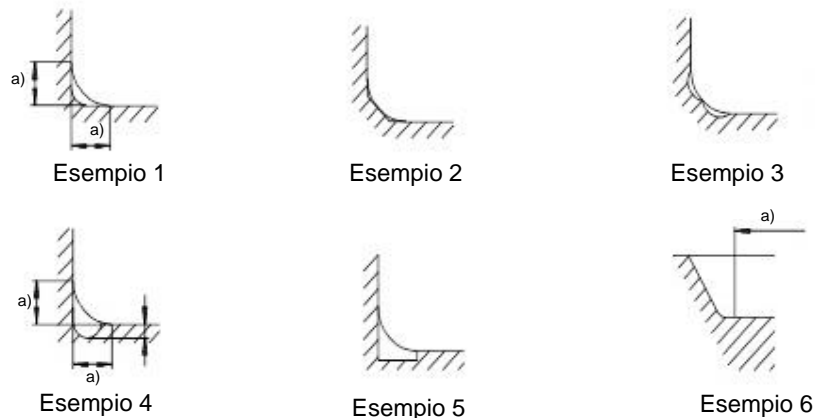 a)
a)
Esempio 1
Esempio 2
Esempio 3
a)
a)
Esempio 4
Esempio 5
a)
Esempio 6